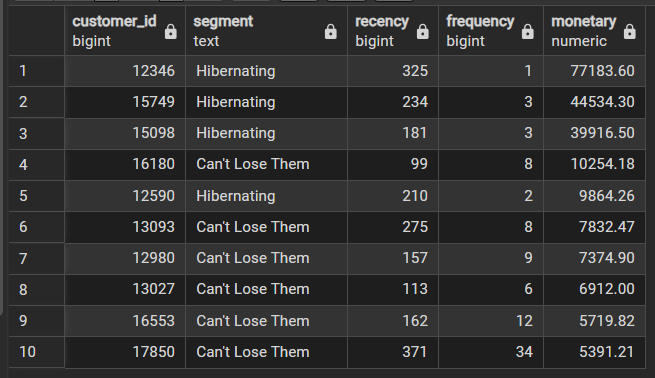 customer_id segment recency frequency monetary
bigint text bigint bigint numeric
1 12346 Hibernating 325 1 77183.60
2 15749 Hibernating 234 3 44534.30
3 15098 Hibernating 181 3 39916.50
4 16180 Can't Lose Them 99 8 10254.18
5 12590 Hibernating 210 2 9864.26
6 13093 Can't Lose Them 275 8 7832.47
7 12980 Can't Lose Them 157 9 7374.90
8 13027 Can't Lose Them 113 6 6912.00
9 16553 Can't Lose Them 162 12 5719.82
10 17850 Can't Lose Them 371 34 5391.21